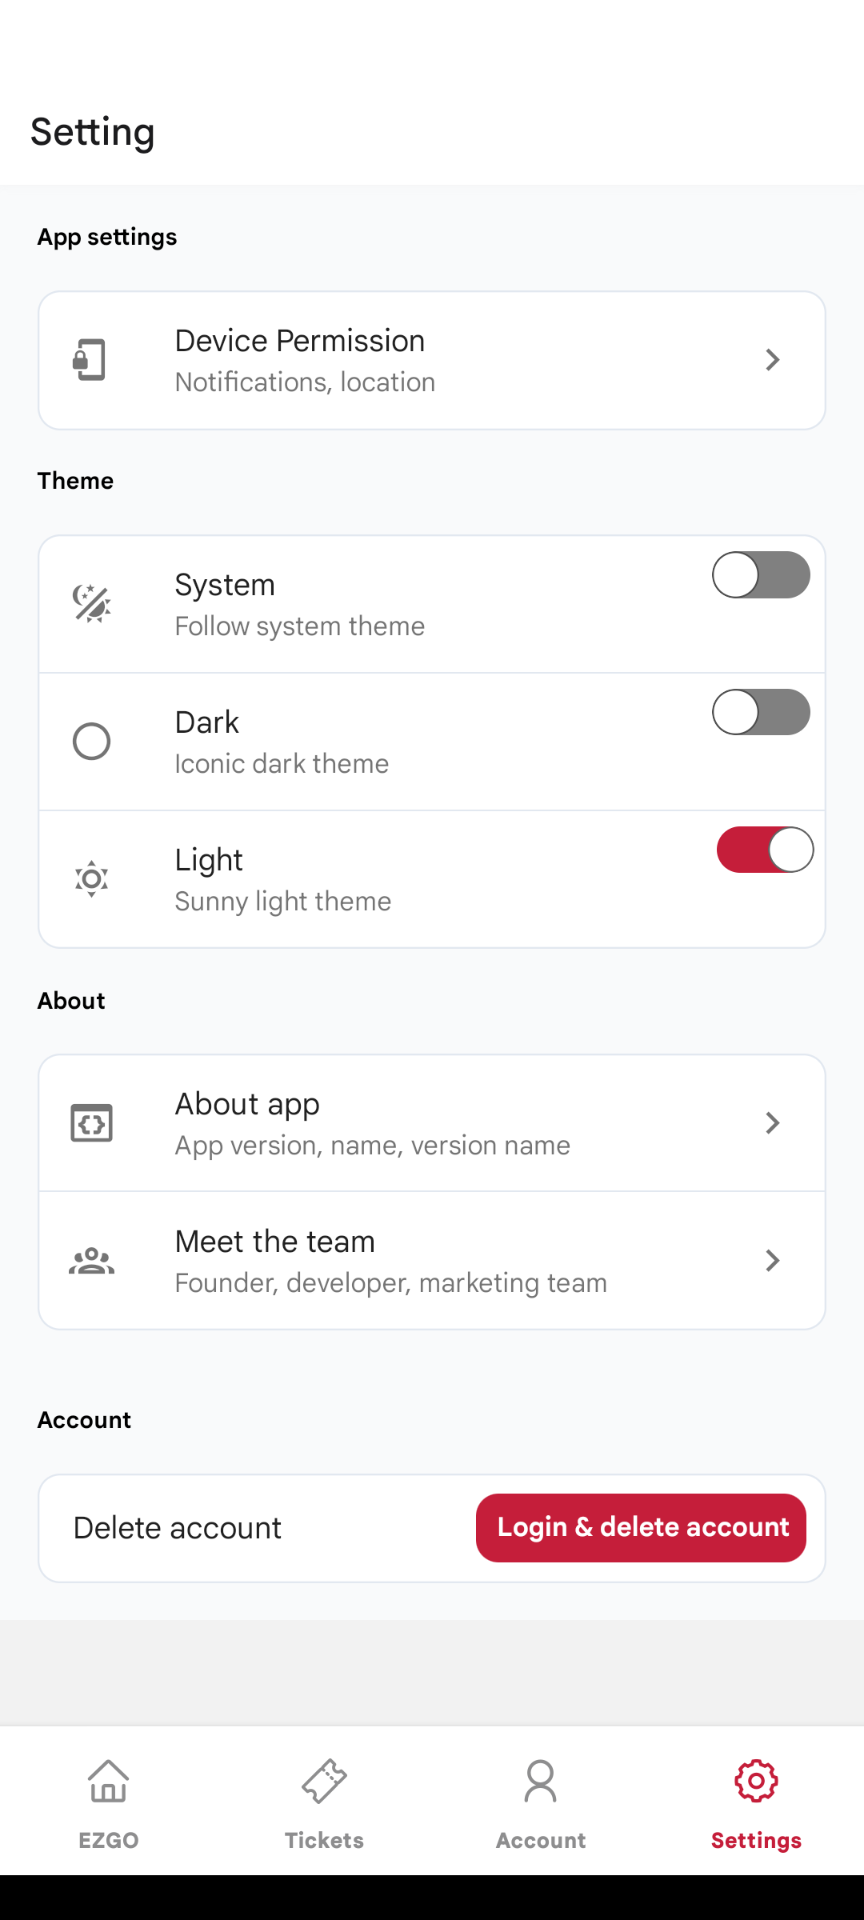 Setting
App settings
Device Permission
Notifications, location
Theme
System
Follow system theme
Dark
Iconic dark theme
Light
Sunny light theme
About
About app
App version, name, version name
Meet the team
Founder, developer, marketing team
Account
Delete account
Login & delete account
EZGO
Tickets
Account
Settings